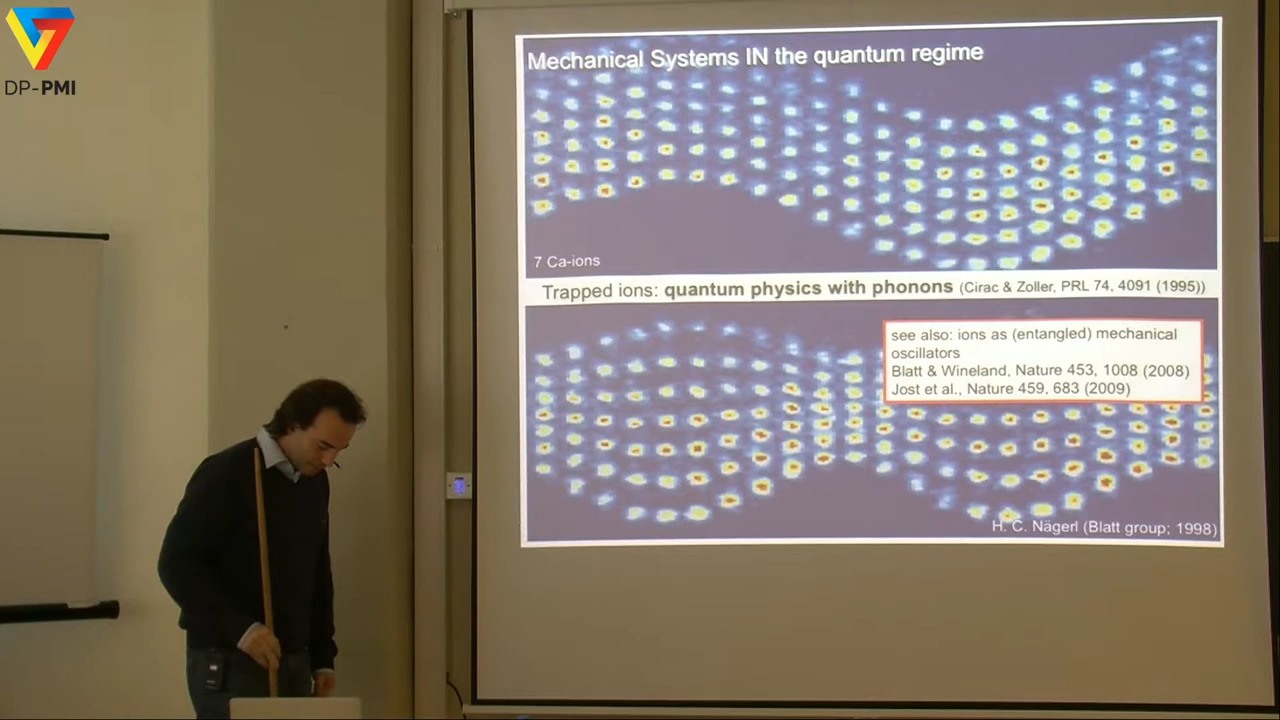 DP-PMI
Mechanical Systems IN the quantum regime
7 Ca-ions
Trapped ions: quantum physics with phonons (Cirac & Zoller, PRL 74, 4091 (1995))
see also: ions as (entangled) mechanical
oscillators
Blatt & Wineland, Nature 453, 1008 (2008)
Jost et al., Nature 459, 683 (2009)
H. C. Nägerl (Blatt group; 1998)